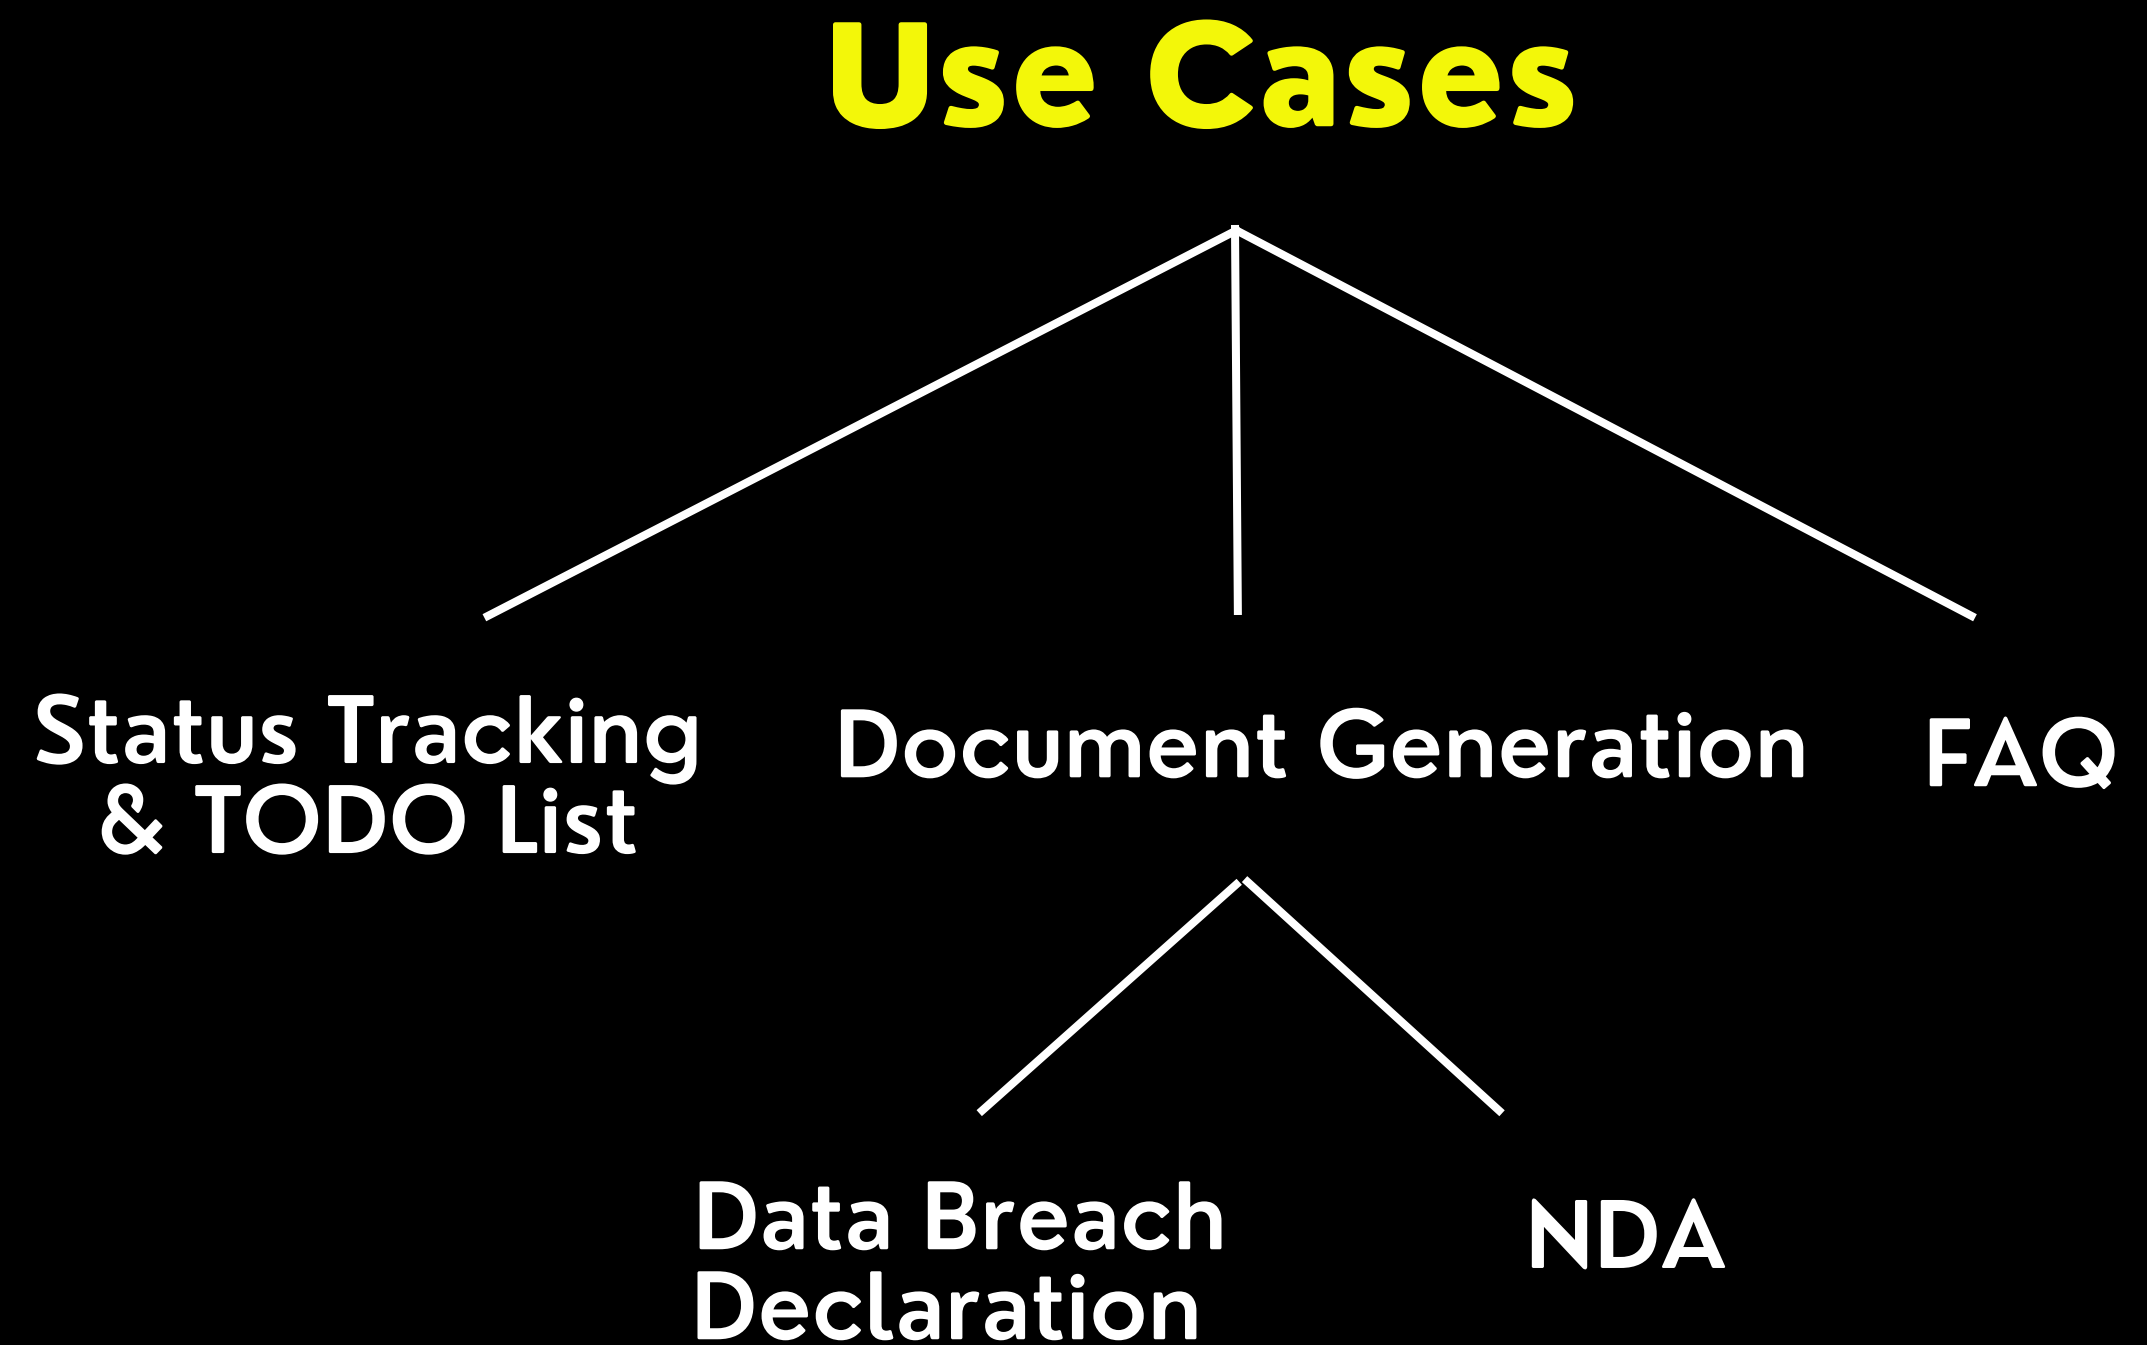 Use Cases
Status Tracking
& TODO List
Document Generation
FAQ
Data Breach
Declaration
NDA